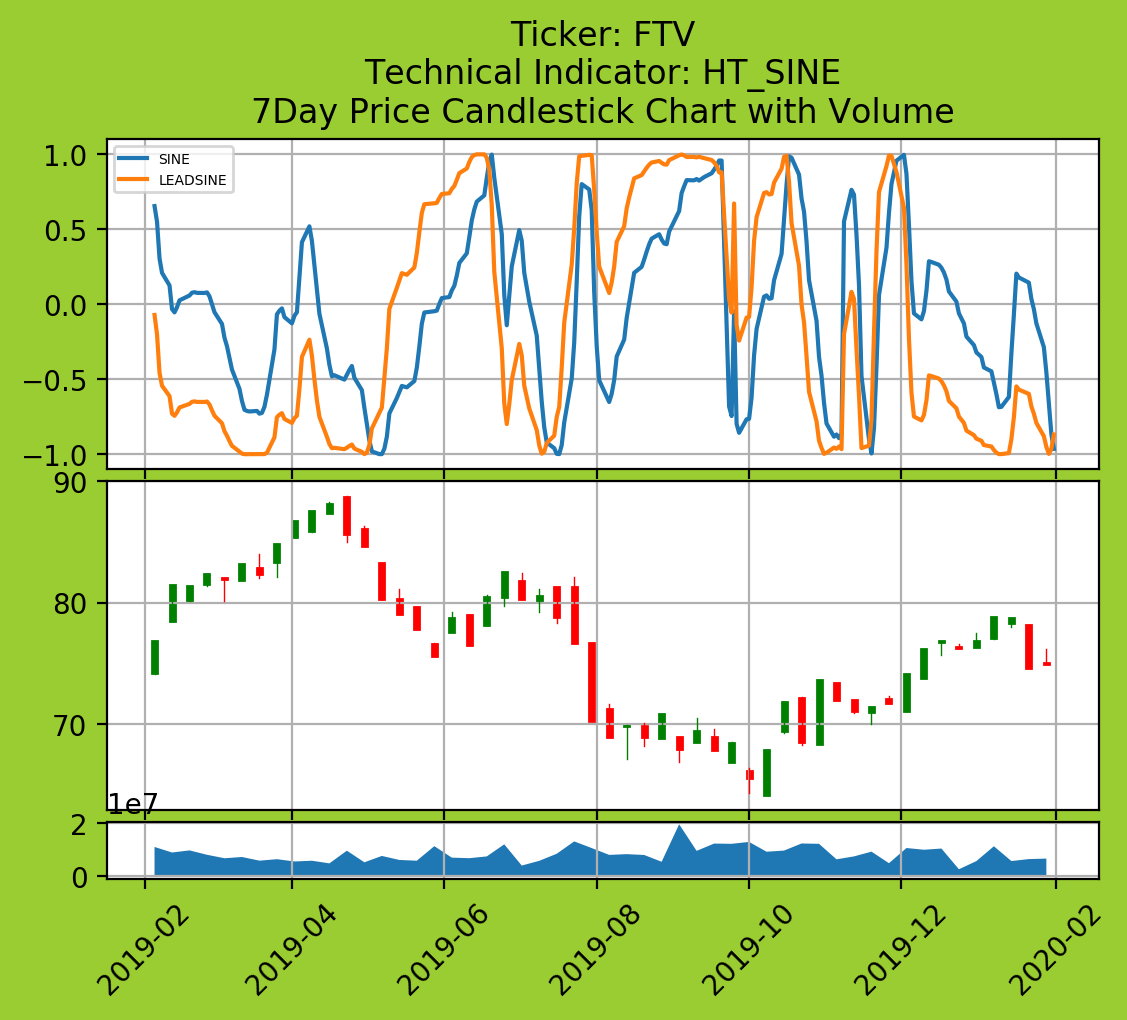 Ticker: FTV
Technical Indicator: HT_SINE
7Day Price Candlestick Chart with Volume
SINE
LEADSINE
1.0
0.5
0.0
−0.5
−1.0
90
80
70
1e7
2
0
2019-02
2019-04
2019-06
2019-08
2019-10
2019-12
2020-02